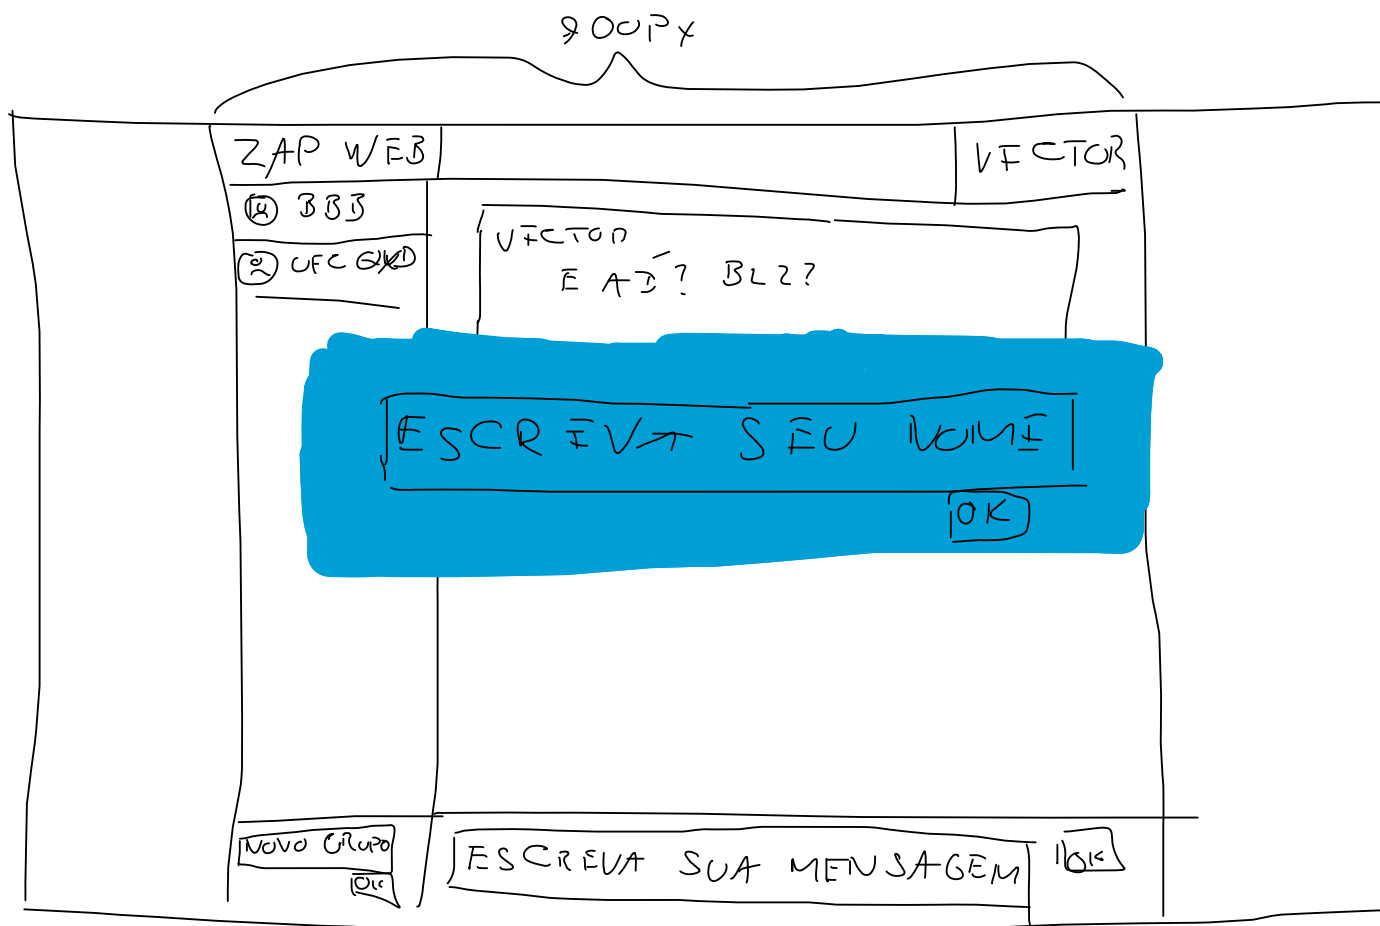 900PX
ZAP WEB
VECTOR
BBB
UFC QXD
VECTOR
E AÍ? BLZ?
ESCREVA SEU NOME
OK
NOVO GRUPO
OK
ESCREVA SUA MENSAGEM
OK